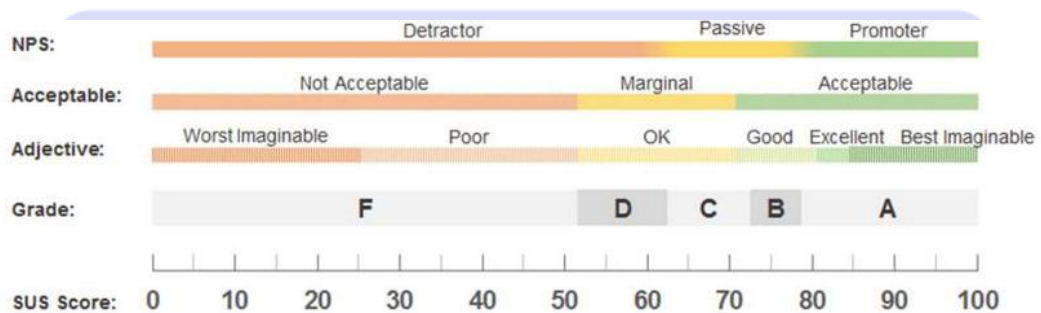 NPS: Detractor Passive Promoter
Acceptable: Not Acceptable Marginal Acceptable
Adjective: Worst Imaginable Poor OK Good Excellent Best Imaginable
Grade: F D C B A
SUS Score: 0 10 20 30 40 50 60 70 80 90 100